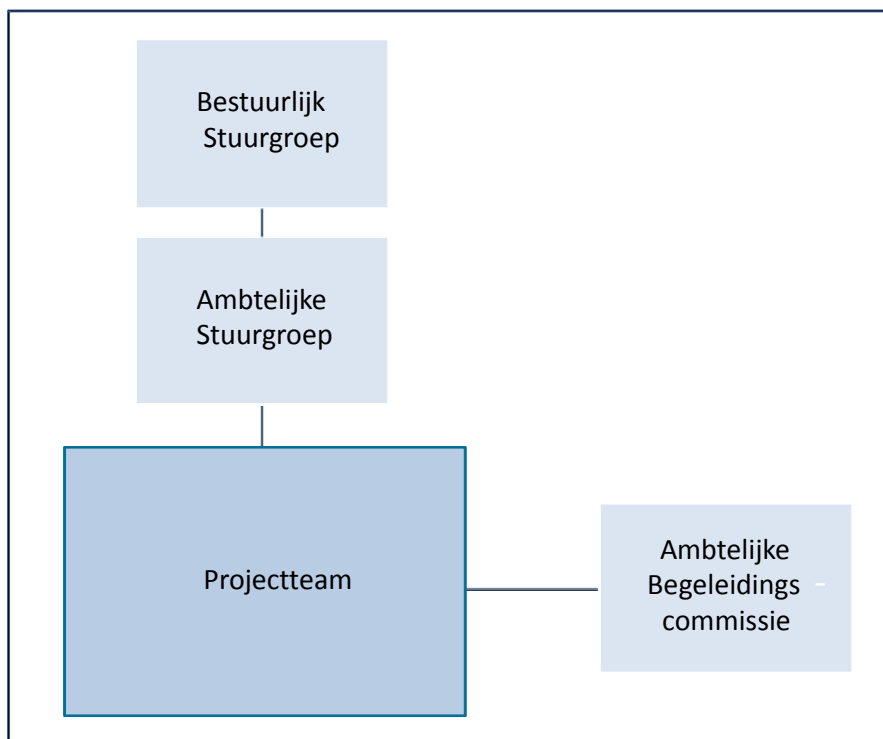 Bestuurlijk
Stuurgroep
Ambtelijke
Stuurgroep
Projectteam
Ambtelijke
Begeleidings -
commissie